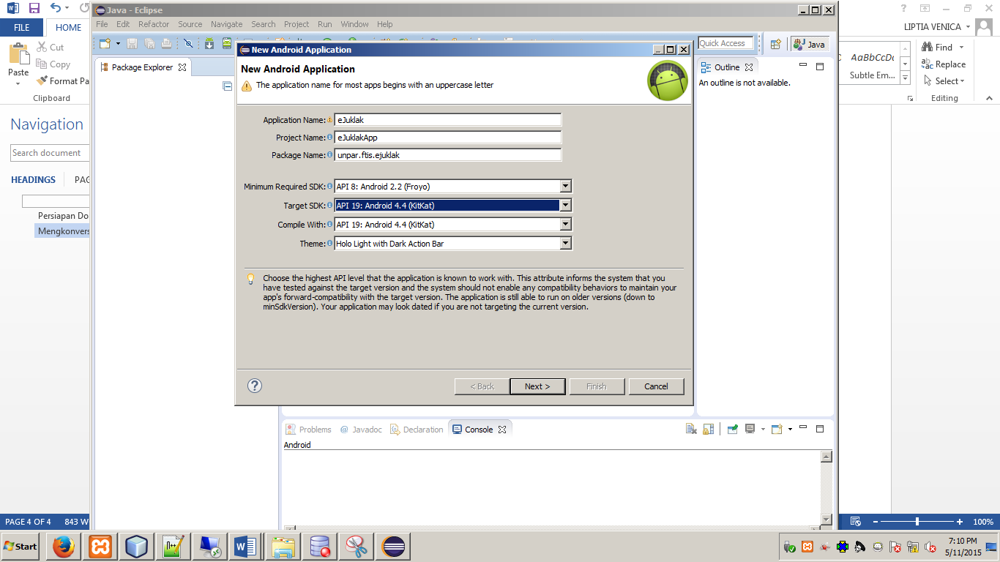 Java - Eclipse
FILE
HOME
LIPTIA VENICA
File Edit Refactor Source Navigate Search Project Run Window Help
Paste
Cut
Copy
Format Pa
Clipboard
Quick Access
Java
Find
Replace
Select
Editing
AaBbCcDc
Subtle Em...
Package Explorer
Outline
An outline is not available.
Navigation
Search document
HEADINGS
PAG
Persiapan Do
Mengkonvers
New Android Application
New Android Application
The application name for most apps begins with an uppercase letter
Application Name: eJuklak
Project Name: eJuklakApp
Package Name: unpar.ftis.ejuklak
Minimum Required SDK: API 8: Android 2.2 (Froyo)
Target SDK: API 19: Android 4.4 (KitKat)
Compile With: API 19: Android 4.4 (KitKat)
Theme: Holo Light with Dark Action Bar
Choose the highest API level that the application is known to work with. This attribute informs the system that you
have tested against the target version and the system should not enable any compatibility behaviors to maintain your
app's forward-compatibility with the target version. The application is still able to run on older versions (down to
minSdkVersion). Your application may look dated if you are not targeting the current version.
< Back
Next >
Finish
Cancel
Problems @ Javadoc Declaration Console
Android
PAGE 4 OF 4 843 W
100%
Start
7:10 PM
5/11/2015